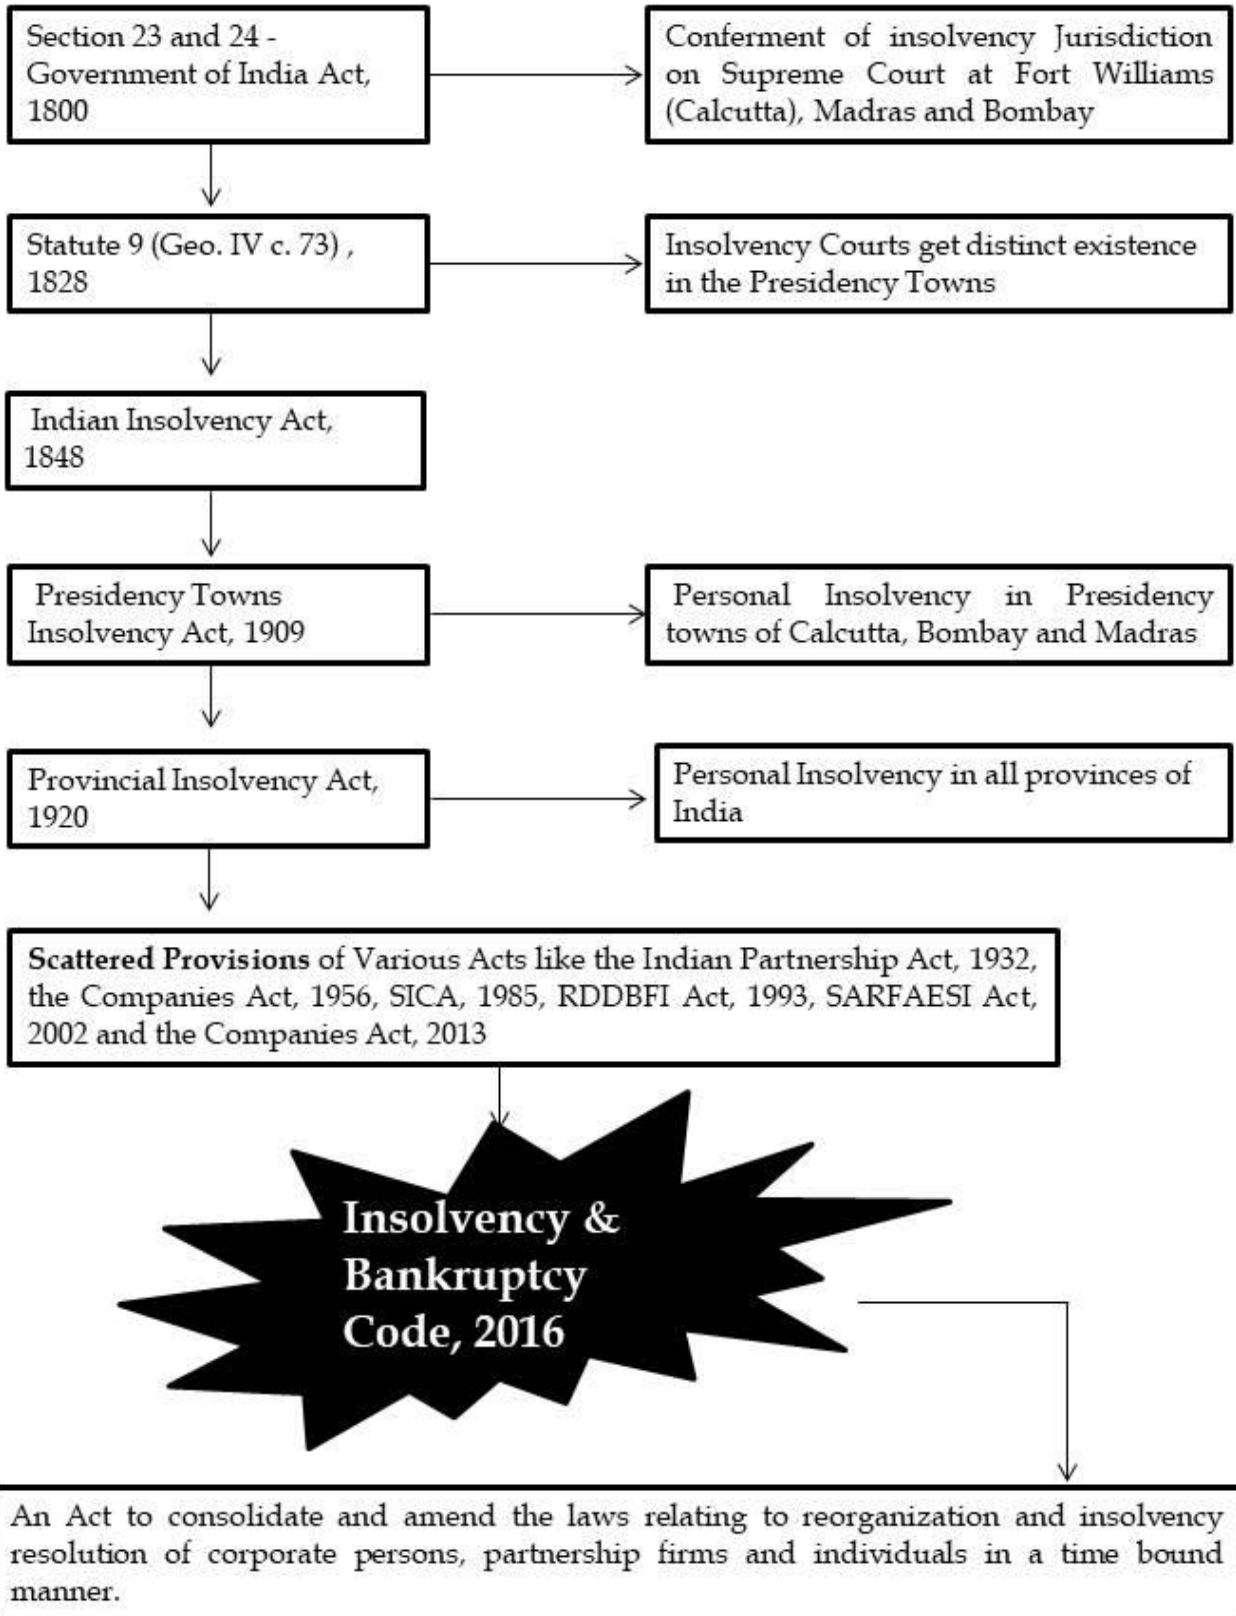 Section 23 and 24 -
Government of India Act,
1800
Conferment of insolvency Jurisdiction
on Supreme Court at Fort Williams
(Calcutta), Madras and Bombay
Statute 9 (Geo. IV c. 73) ,
1828
Insolvency Courts get distinct existence
in the Presidency Towns
Indian Insolvency Act,
1848
Presidency Towns
Insolvency Act, 1909
Personal Insolvency in Presidency
towns of Calcutta, Bombay and Madras
Provincial Insolvency Act,
1920
Personal Insolvency in all provinces of
India
Scattered Provisions of Various Acts like the Indian Partnership Act, 1932,
the Companies Act, 1956, SICA, 1985, RDDBFI Act, 1993, SARFAESI Act,
2002 and the Companies Act, 2013
Insolvency &
Bankruptcy
Code, 2016
An Act to consolidate and amend the laws relating to reorganization and insolvency
resolution of corporate persons, partnership firms and individuals in a time bound
manner.